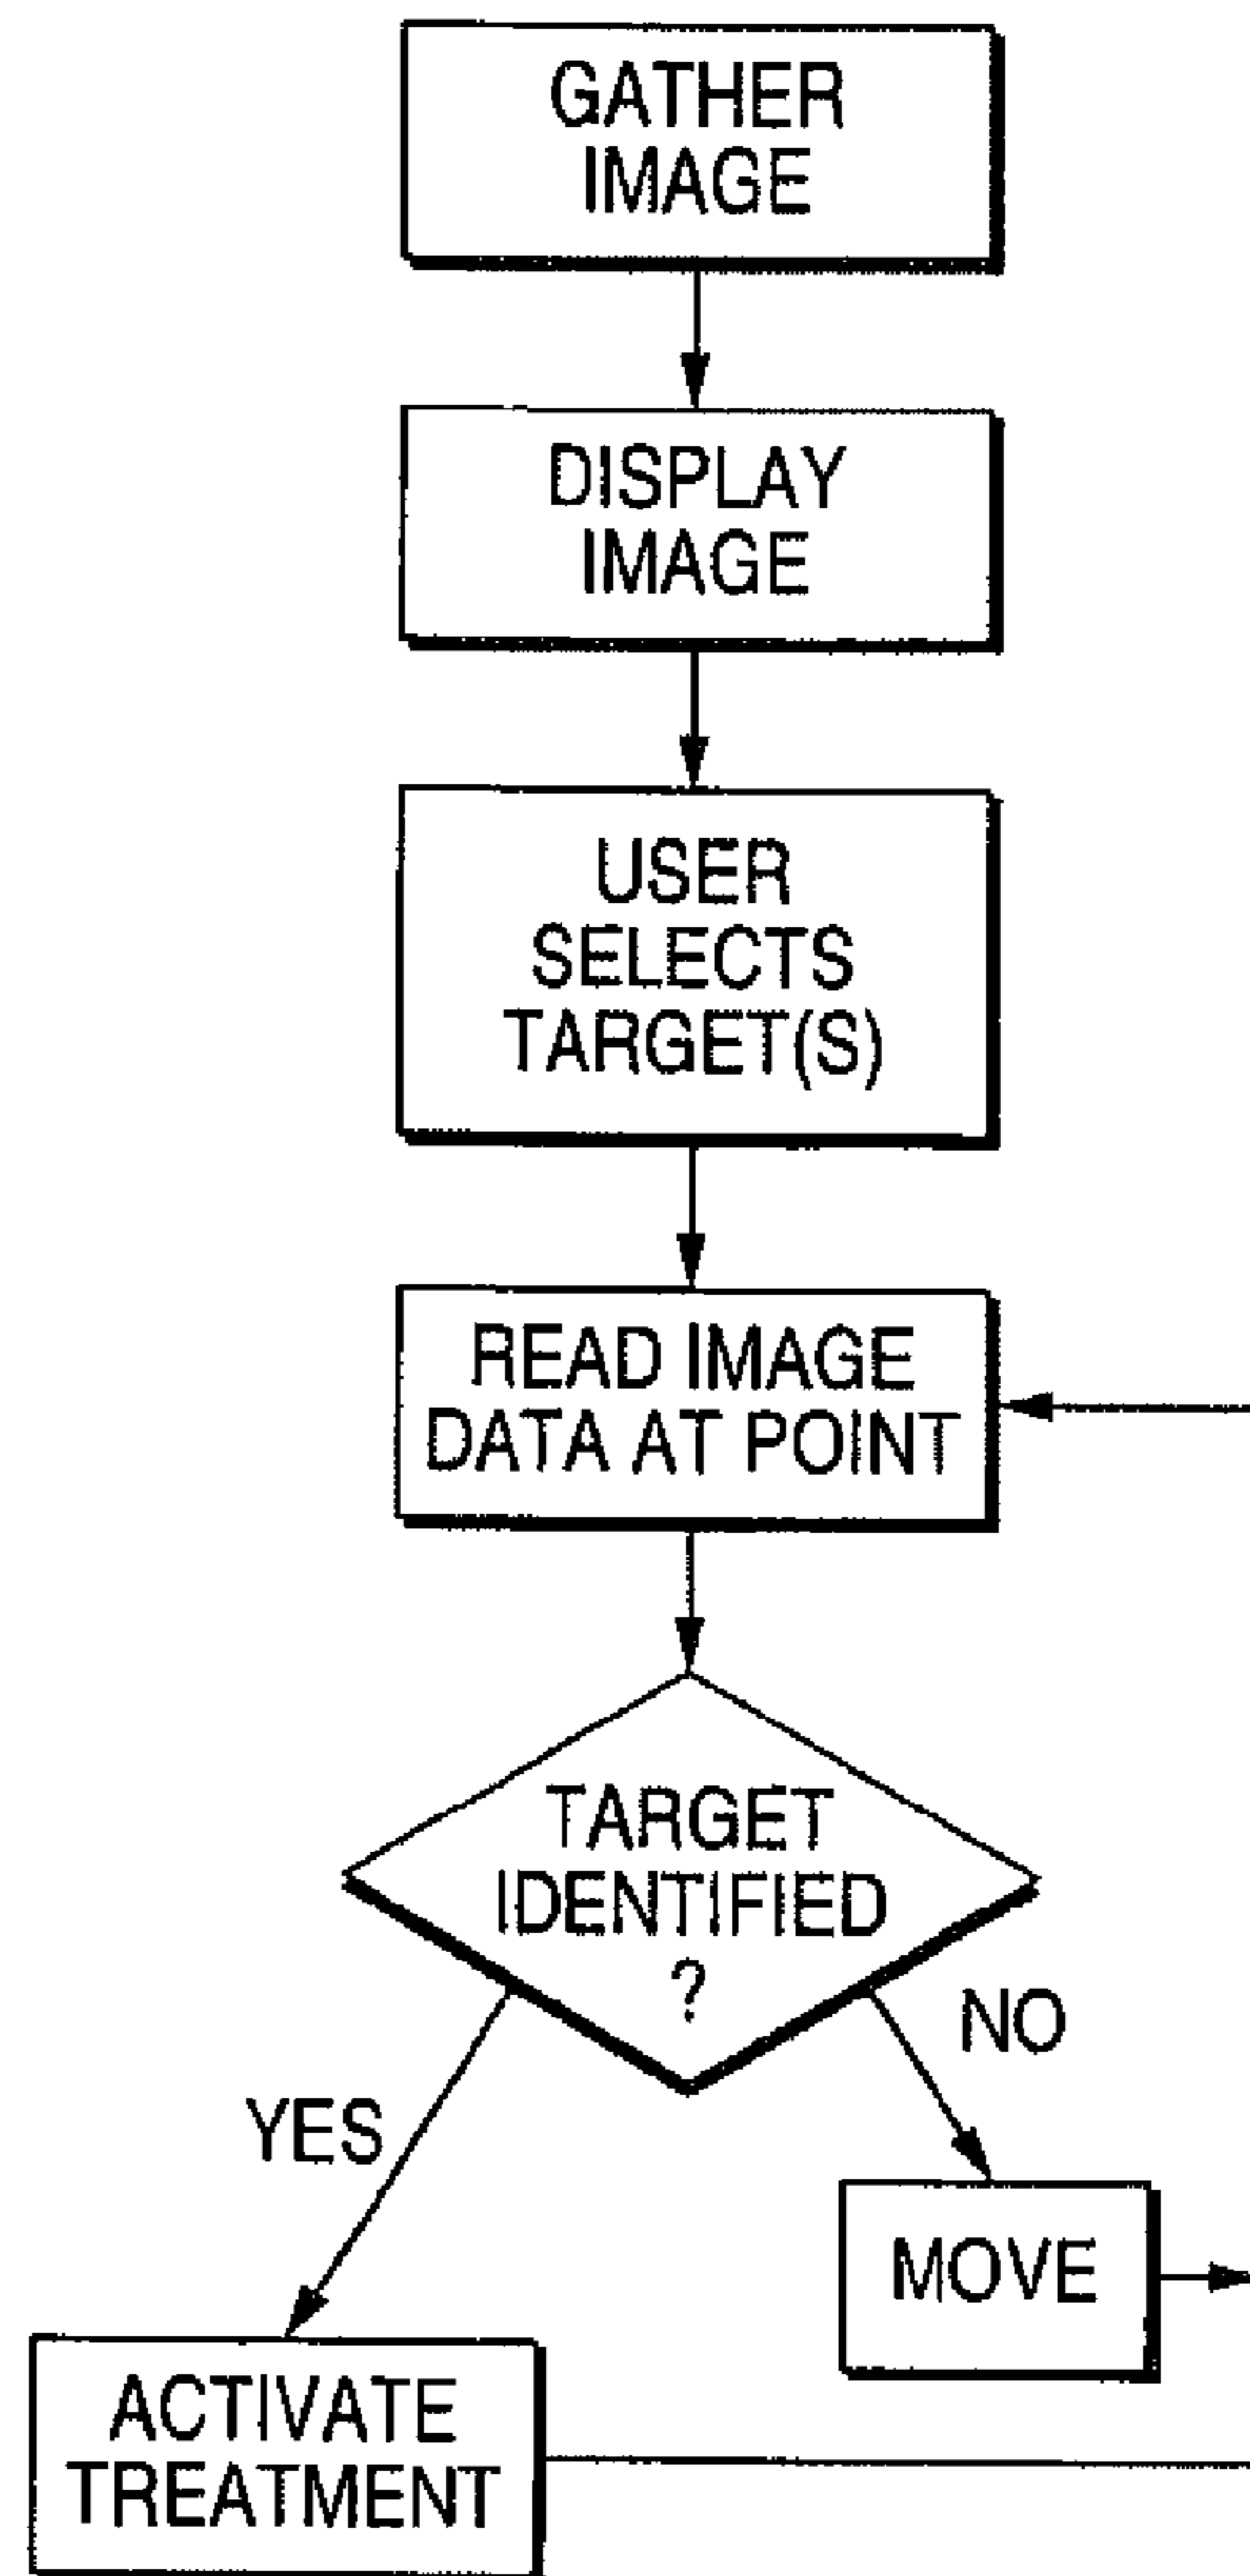 GATHER
IMAGE
DISPLAY
IMAGE
USER
SELECTS
TARGET(S)
READ IMAGE
DATA AT POINT
TARGET
IDENTIFIED
?
NO
YES
MOVE
ACTIVATE
TREATMENT